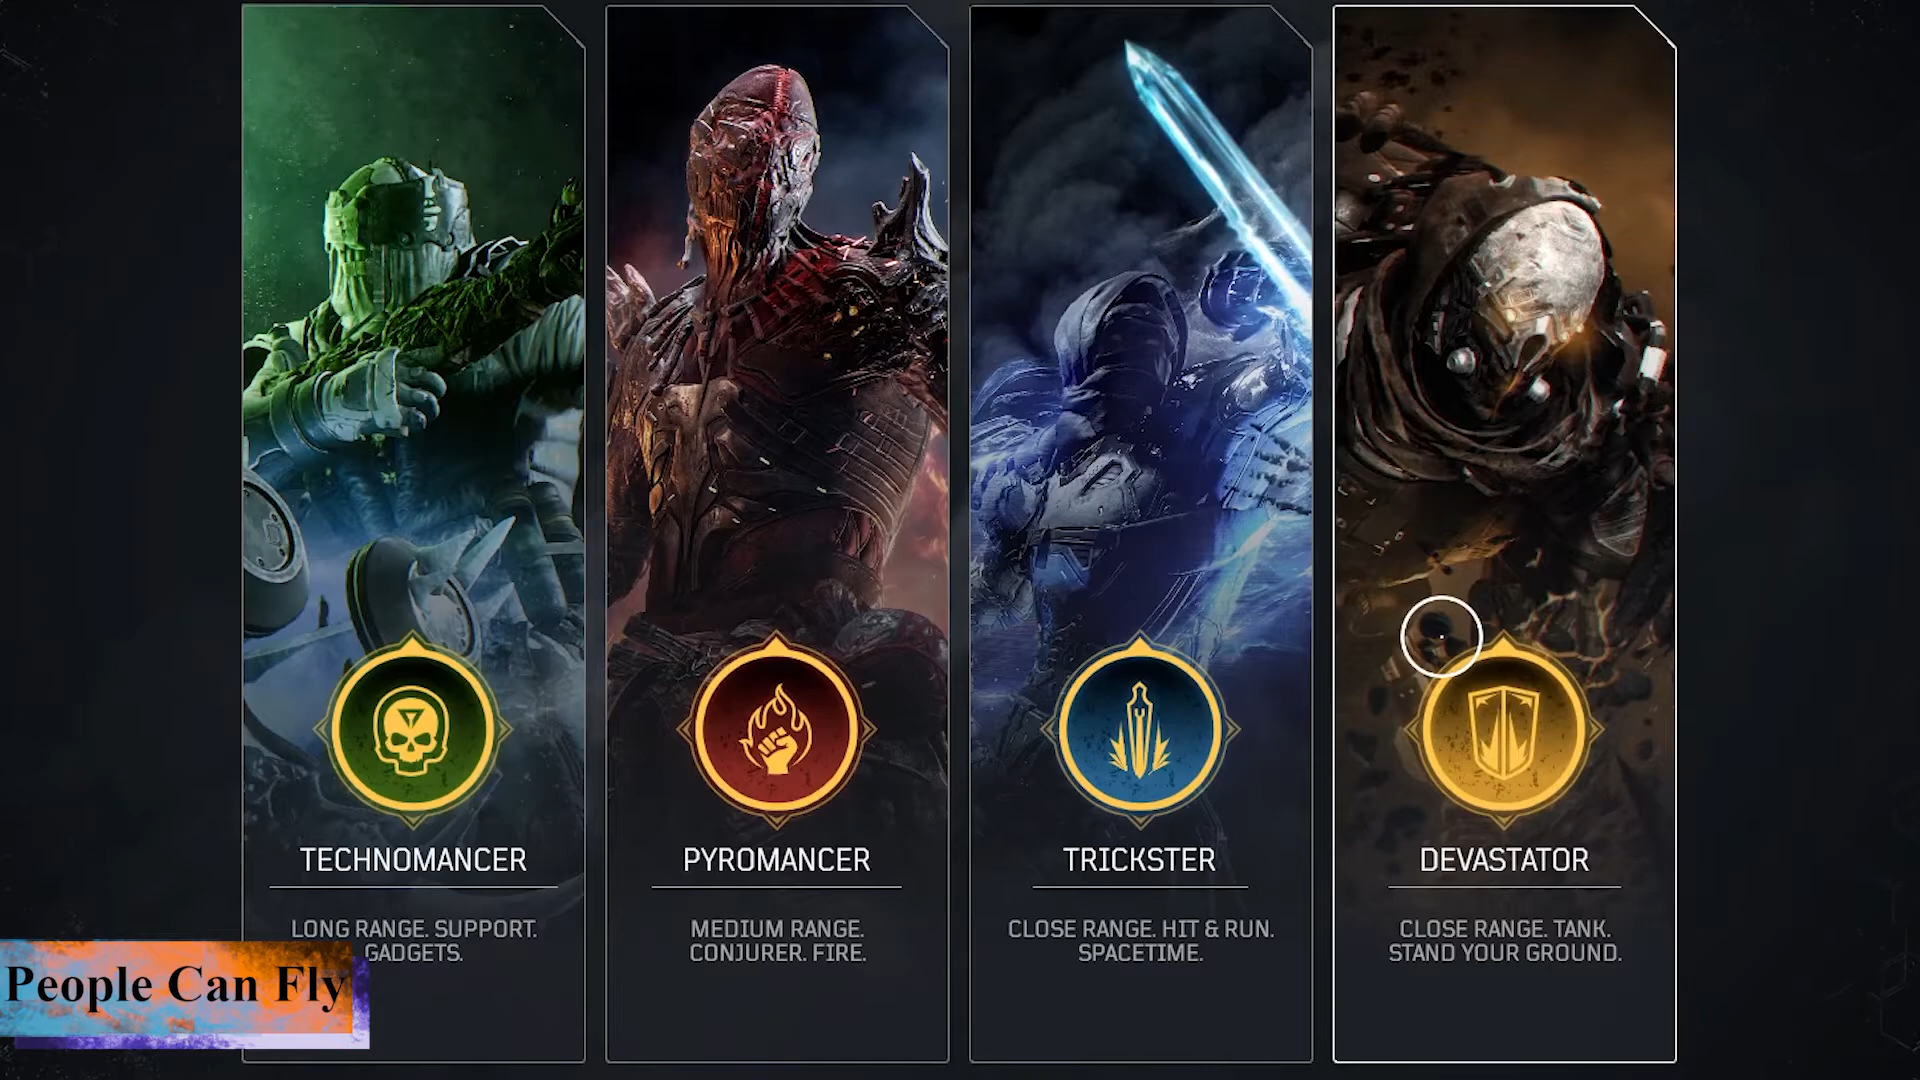 TECHNOMANCER
LONG RANGE. SUPPORT.
GADGETS.
PYROMANCER
MEDIUM RANGE.
CONJURER. FIRE.
TRICKSTER
CLOSE RANGE. HIT & RUN.
SPACETIME.
DEVASTATOR
CLOSE RANGE. TANK.
STAND YOUR GROUND.
People Can Fly